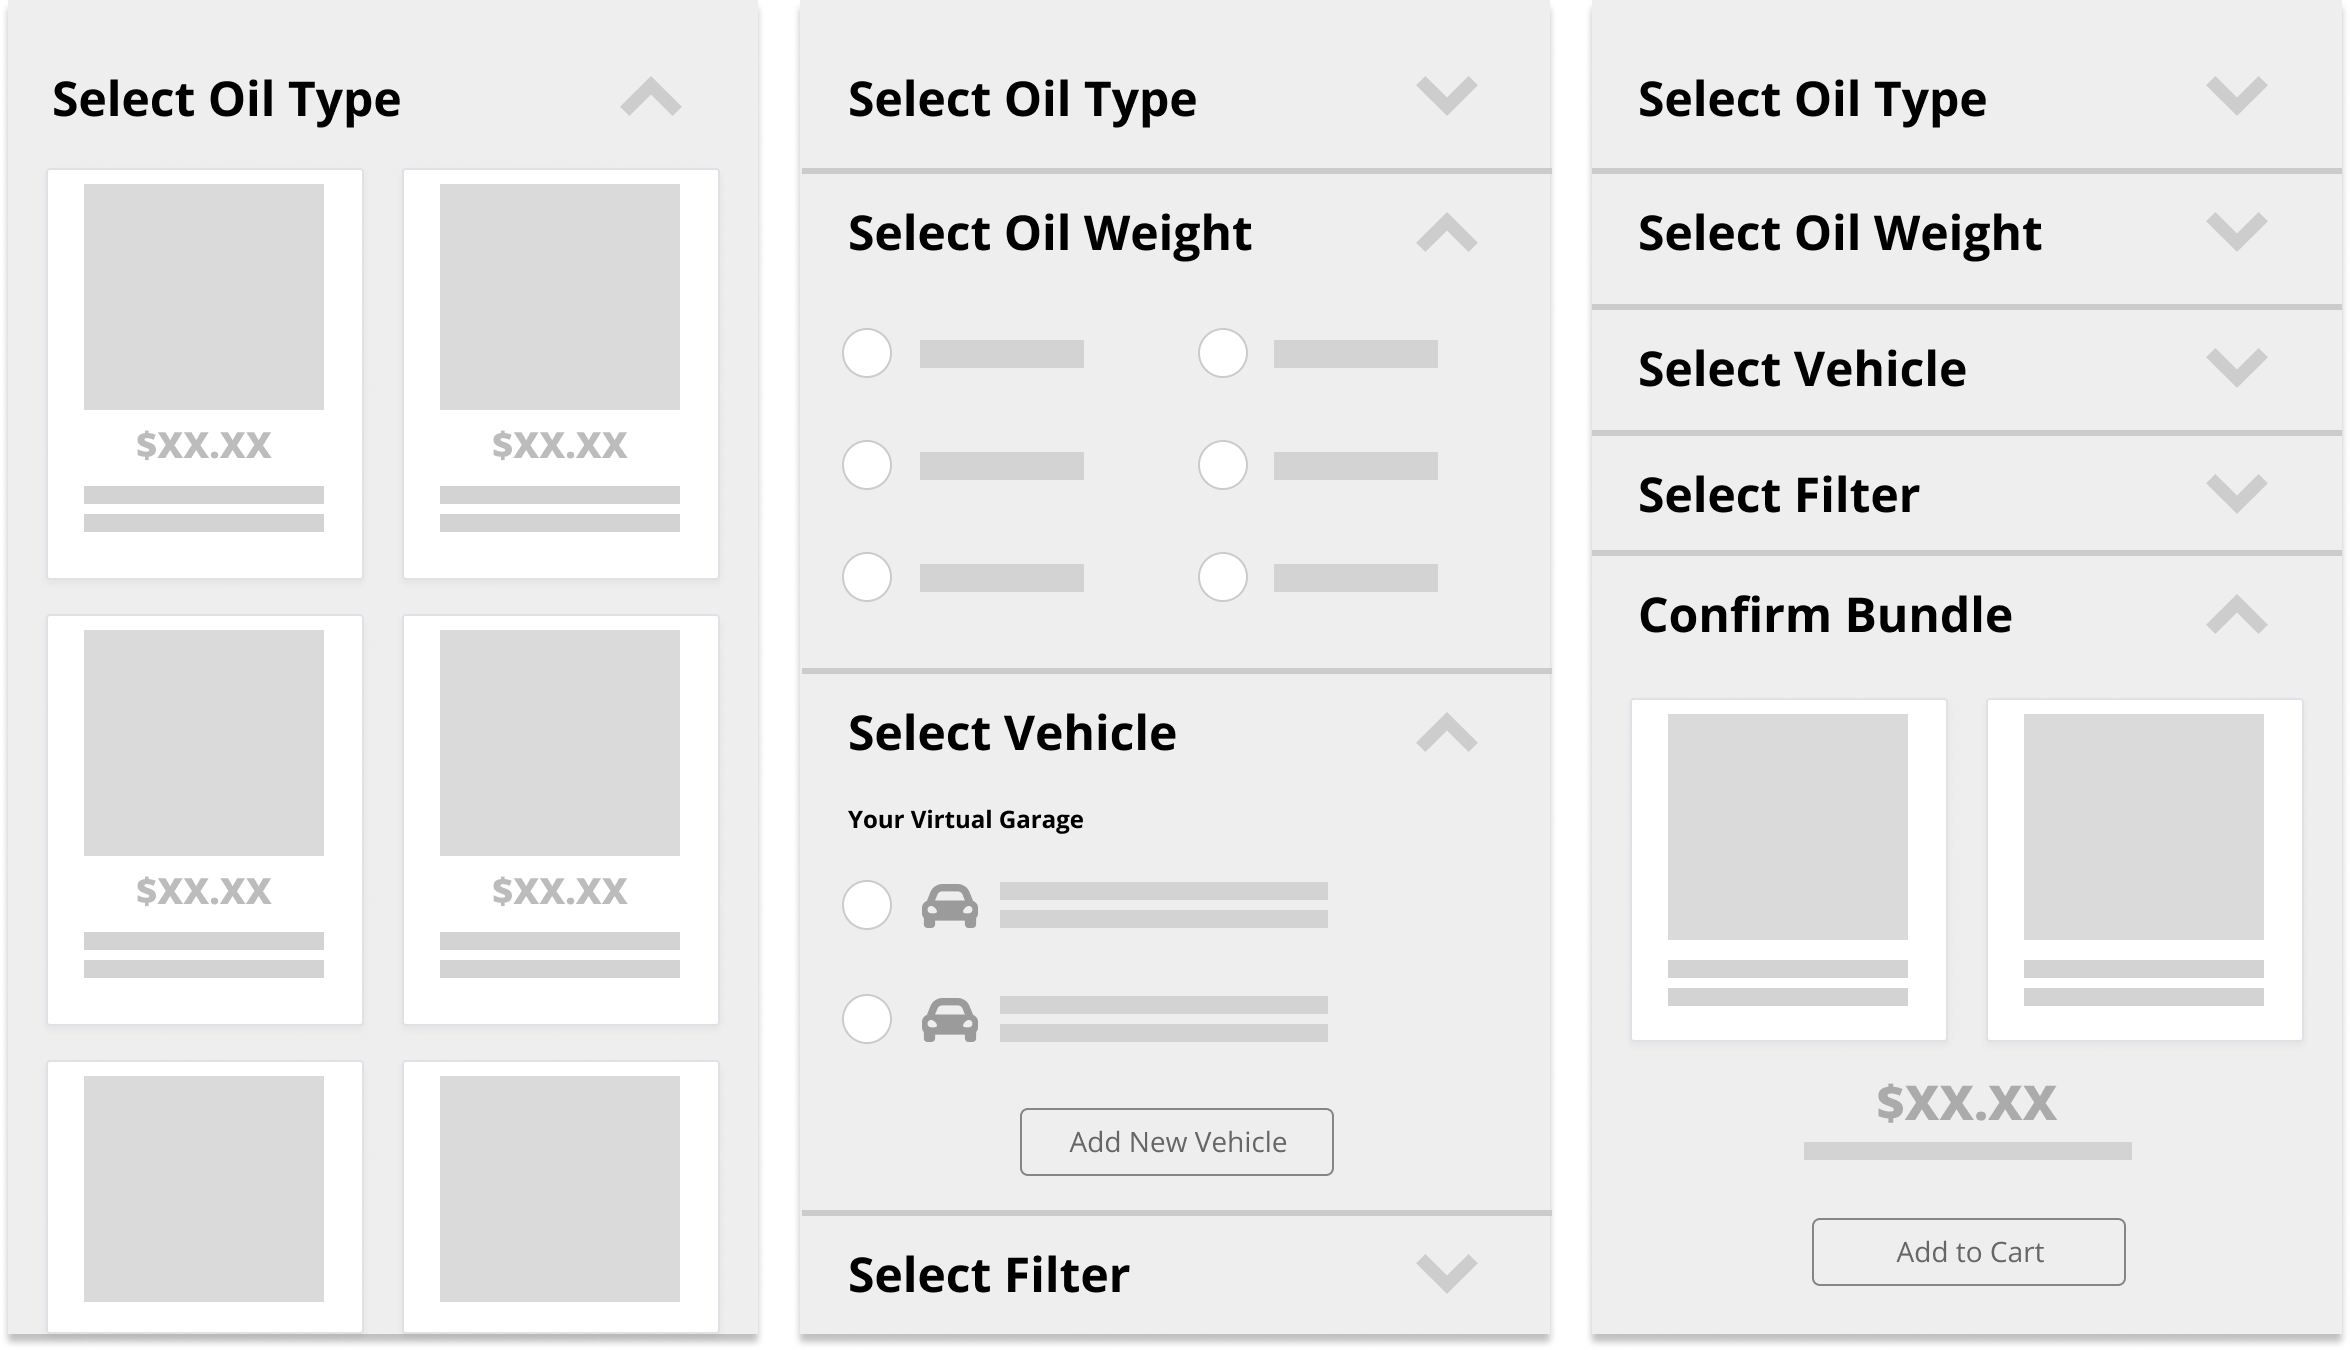 Select Oil Type
$XX.XX
$XX.XX
$XX.XX
$XX.XX
Select Oil Type
Select Oil Weight
Select Vehicle
Your Virtual Garage
Add New Vehicle
Select Filter
Select Oil Type
Select Oil Weight
Select Vehicle
Select Filter
Confirm Bundle
$XX.XX
Add to Cart